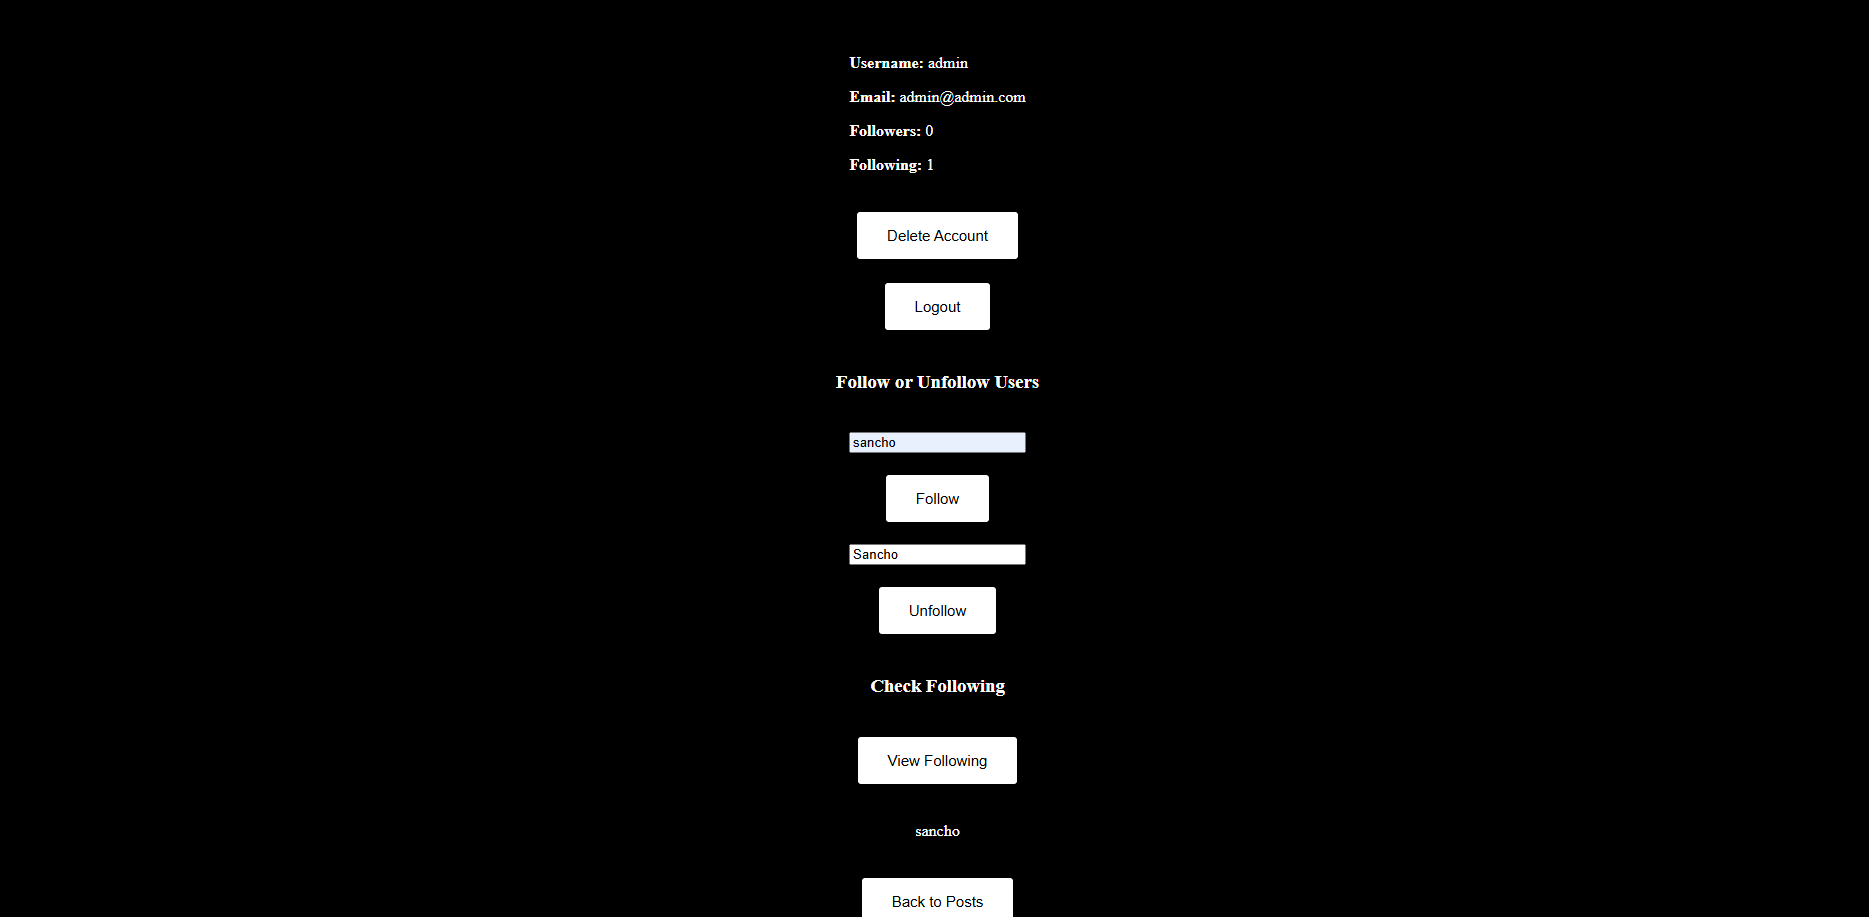 Username: admin
Email: admin@admin.com
Followers: 0
Following: 1
Delete Account
Logout
Follow or Unfollow Users
sancho
Follow
Sancho
Unfollow
Check Following
View Following
sancho
Back to Posts